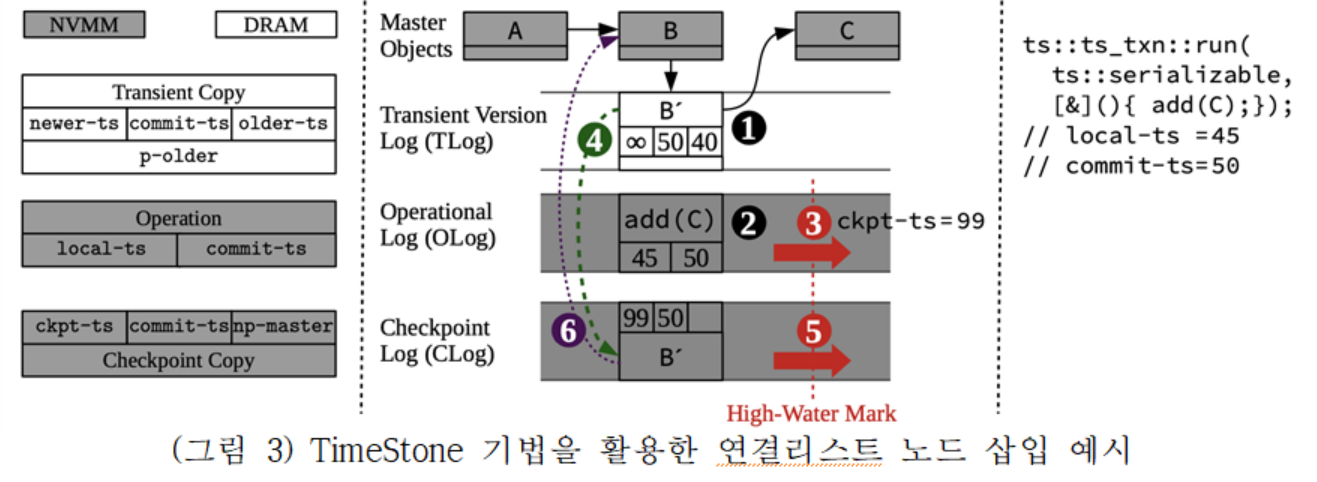 NVMM
DRAM
Transient Copy
newer-ts commit-ts older-ts
p-older
Operation
local-ts commit-ts
ckpt-ts commit-ts np-master
Checkpoint Copy
Master
Objects
A
B
C
Transient Version
Log (TLog)
B′
∞ 50 40
1
4
Operational
Log (OLog)
add(C)
45 50
2
3
ckpt-ts=99
Checkpoint
Log (CLog)
99 50
B′
6
5
High-Water Mark
ts::ts_txn::run(
ts::serializable,
[&](){ add(C);});
// local-ts =45
// commit-ts=50
(그림 3) TimeStone 기법을 활용한 연결리스트 노드 삽입 예시